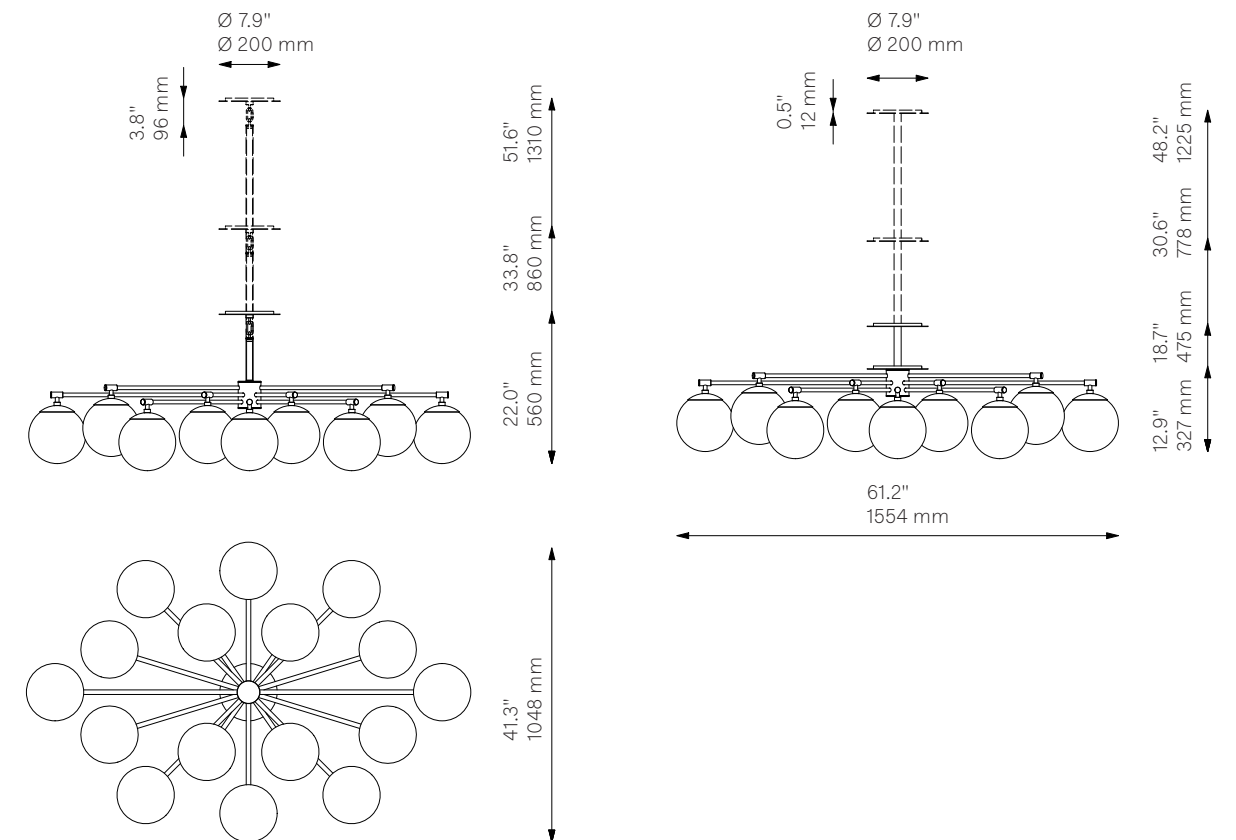 Ø 7.9"
Ø 200 mm
3.8"
96 mm
51.6"
1310 mm
33.8"
860 mm
22.0"
560 mm
Ø 7.9"
Ø 200 mm
0.5"
12 mm
48.2"
1225 mm
30.6"
778 mm
18.7"
475 mm
12.9"
327 mm
61.2"
1554 mm
41.3"
1048 mm